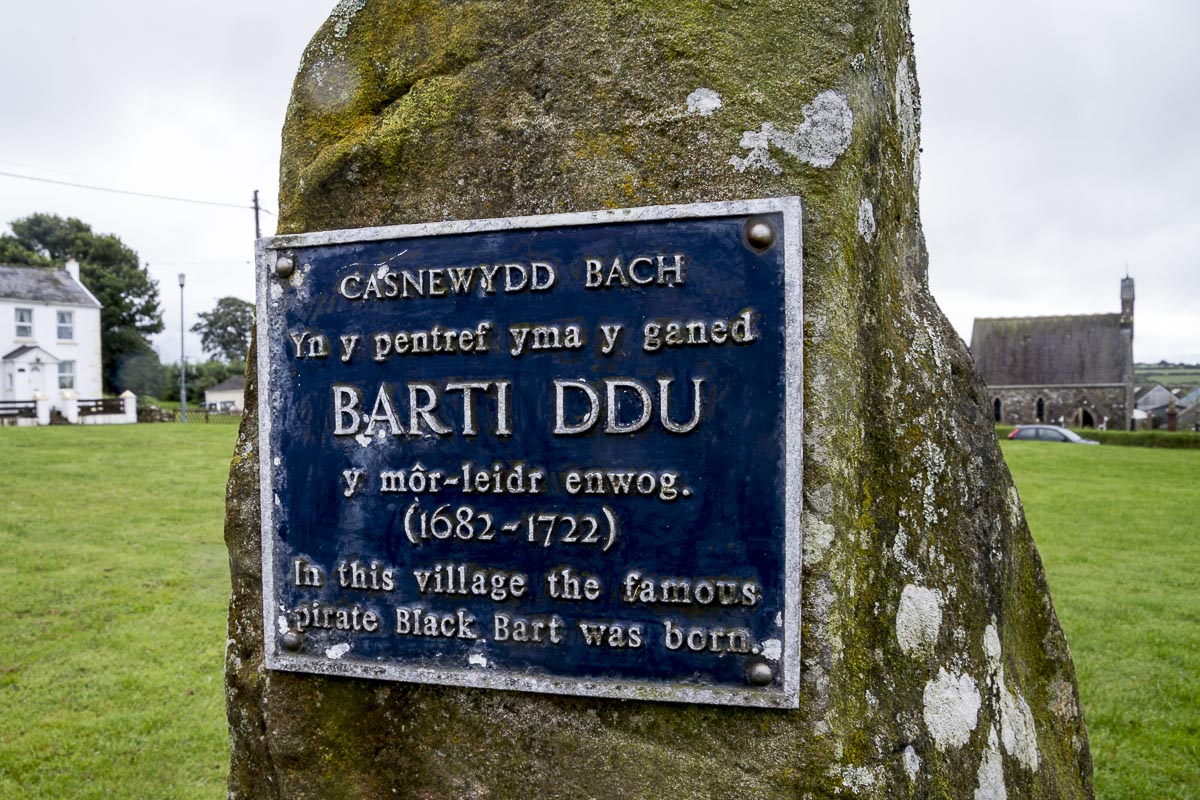 CASNEWYDD BACH
Yn y pentref yma y ganed
BARTI DDU
y môr-leidr enwog.
(1682-1722)
In this village the famous
pirate Black Bart was born.